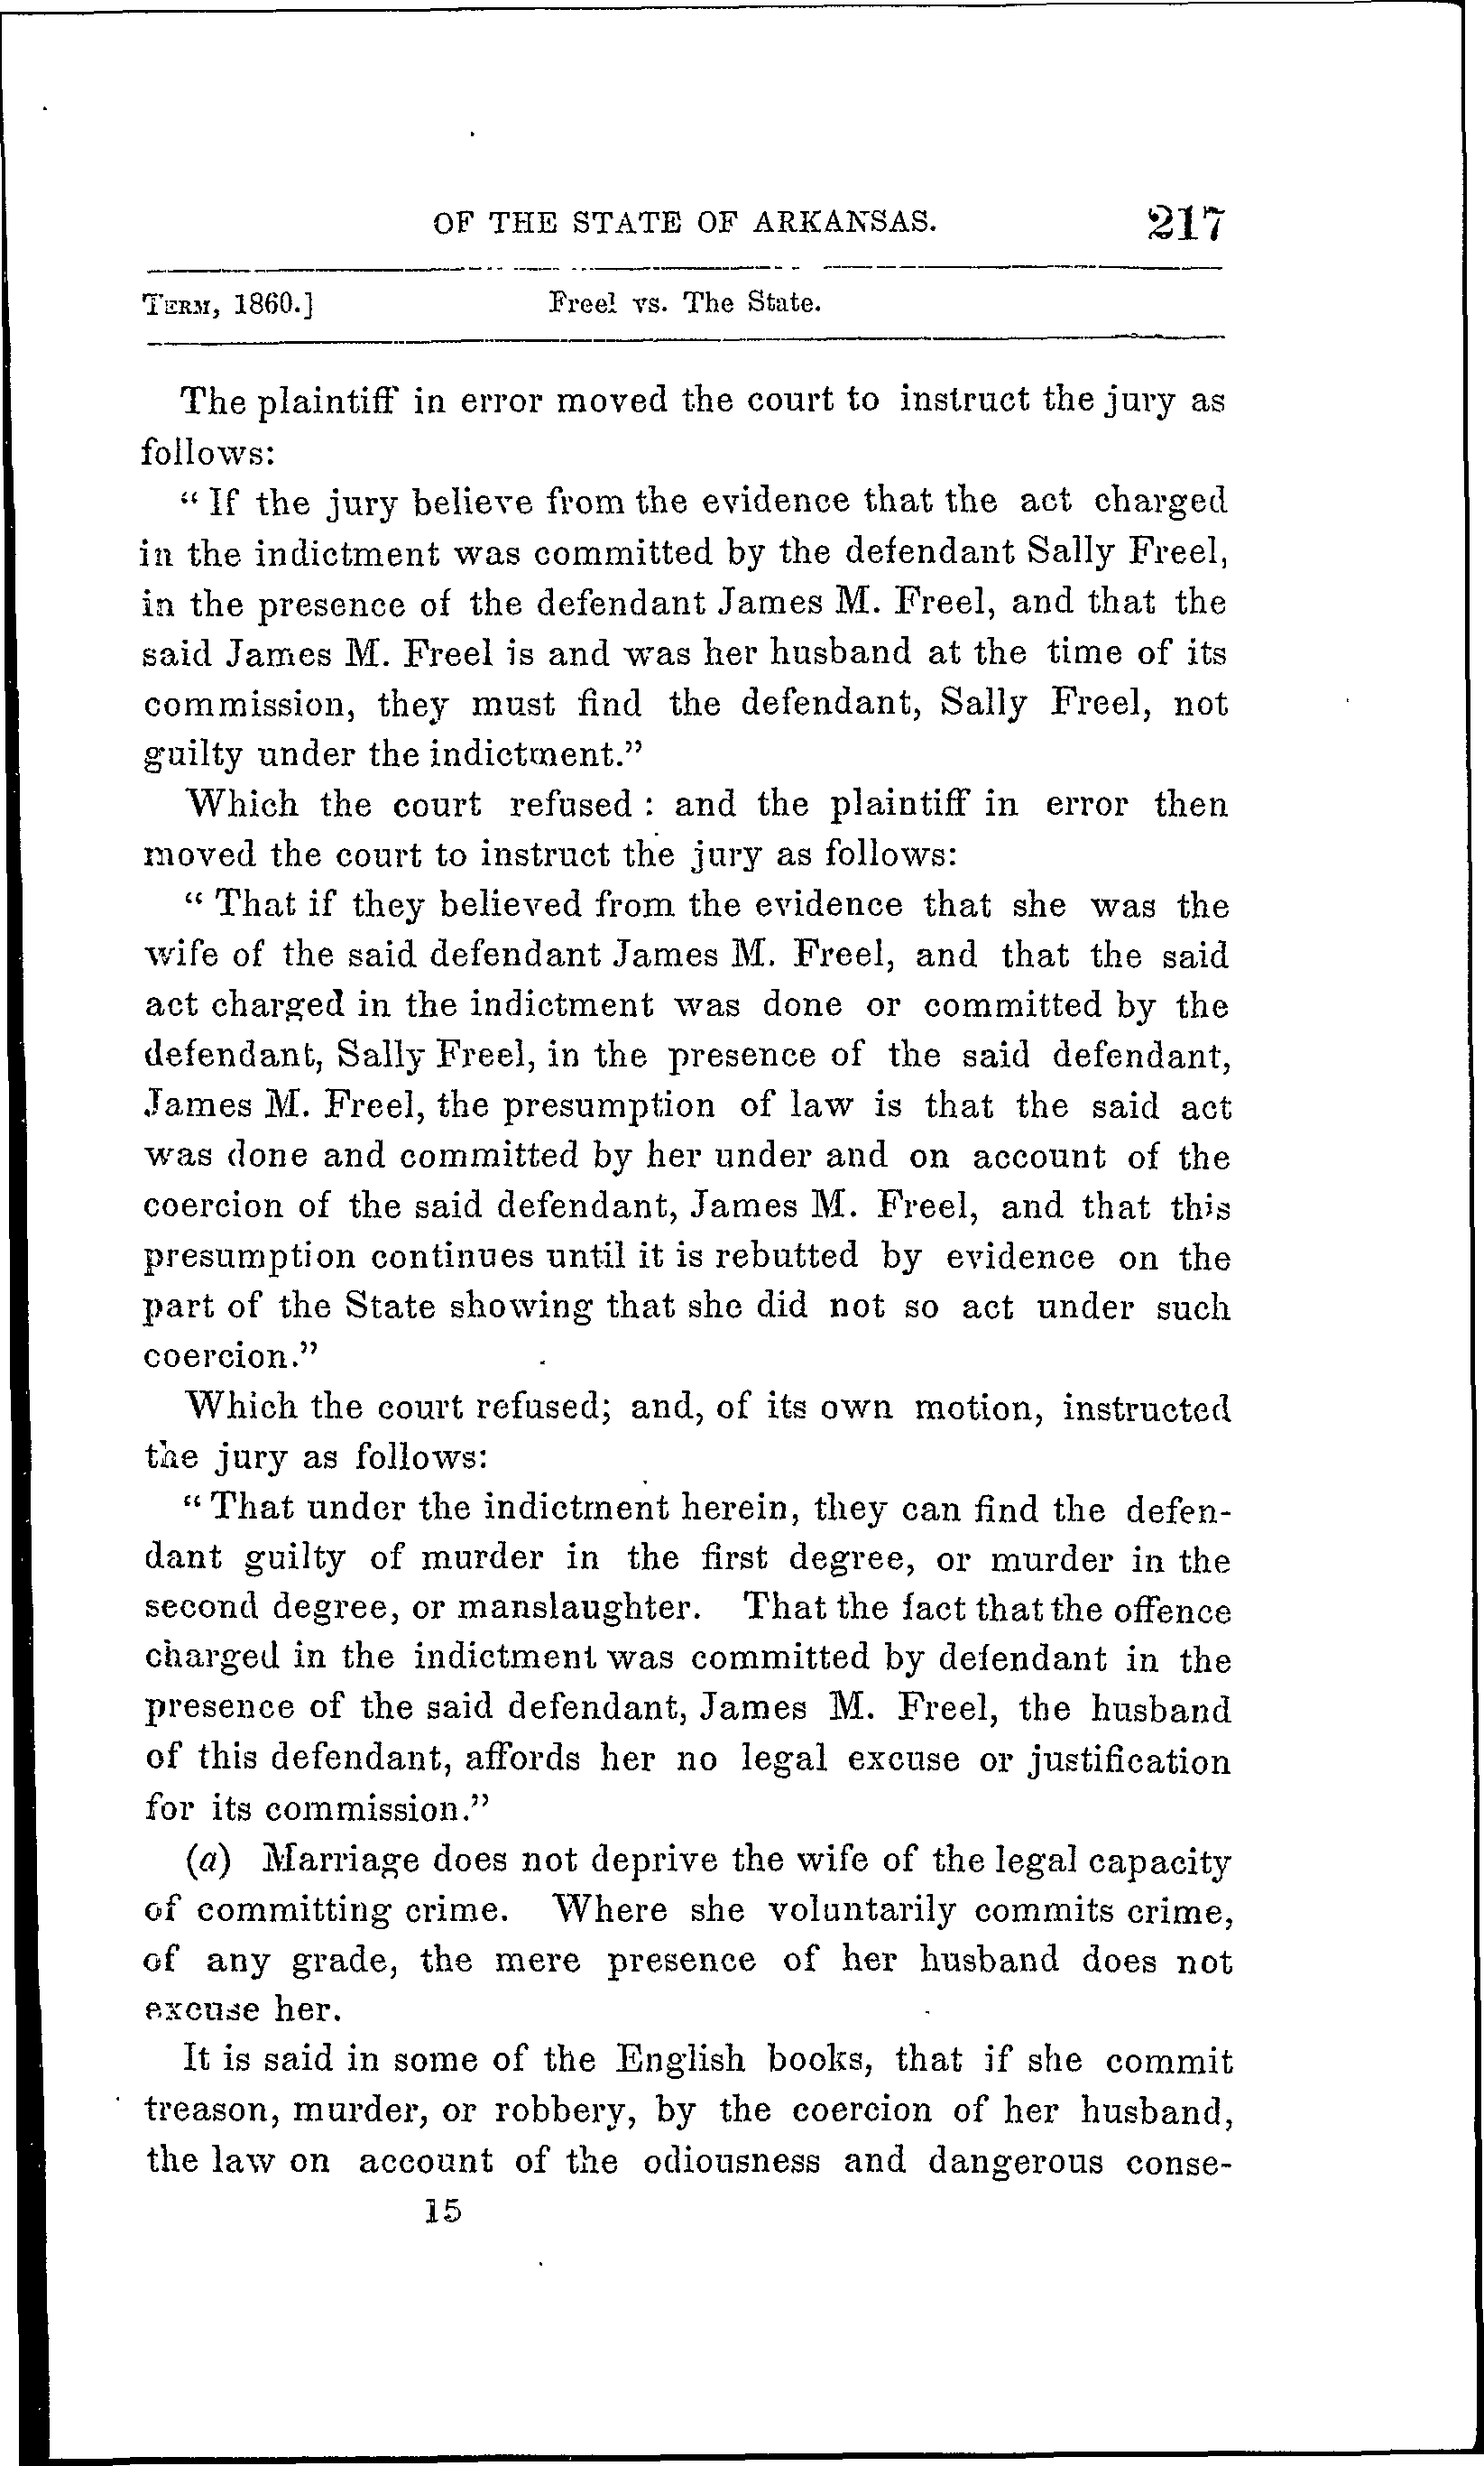 OF THE STATE OF ARKANSAS. 217
TERM, 1860.] Freel vs. The State.
The plaintiff in error moved the court to instruct the jury as
follows:
“ If the jury believe from the evidence that the act charged
in the indictment was committed by the defendant Sally Freel,
in the presence of the defendant James M. Freel, and that the
said James M. Freel is and was her husband at the time of its
commission, they must find the defendant, Sally Freel, not
guilty under the indictment.”
Which the court refused : and the plaintiff in error then
moved the court to instruct the jury as follows:
“ That if they believed from the evidence that she was the
wife of the said defendant James M. Freel, and that the said
act charged in the indictment was done or committed by the
defendant, Sally Freel, in the presence of the said defendant,
James M. Freel, the presumption of law is that the said act
was done and committed by her under and on account of the
coercion of the said defendant, James M. Freel, and that this
presumption continues until it is rebutted by evidence on the
part of the State showing that she did not so act under such
coercion.”
Which the court refused; and, of its own motion, instructed
the jury as follows:
“ That under the indictment herein, they can find the defen-
dant guilty of murder in the first degree, or murder in the
second degree, or manslaughter. That the fact that the offence
charged in the indictment was committed by defendant in the
presence of the said defendant, James M. Freel, the husband
of this defendant, affords her no legal excuse or justification
for its commission.”
(a) Marriage does not deprive the wife of the legal capacity
of committing crime. Where she voluntarily commits crime,
of any grade, the mere presence of her husband does not
excuse her.
It is said in some of the English books, that if she commit
treason, murder, or robbery, by the coercion of her husband,
the law on account of the odiousness and dangerous conse-
15